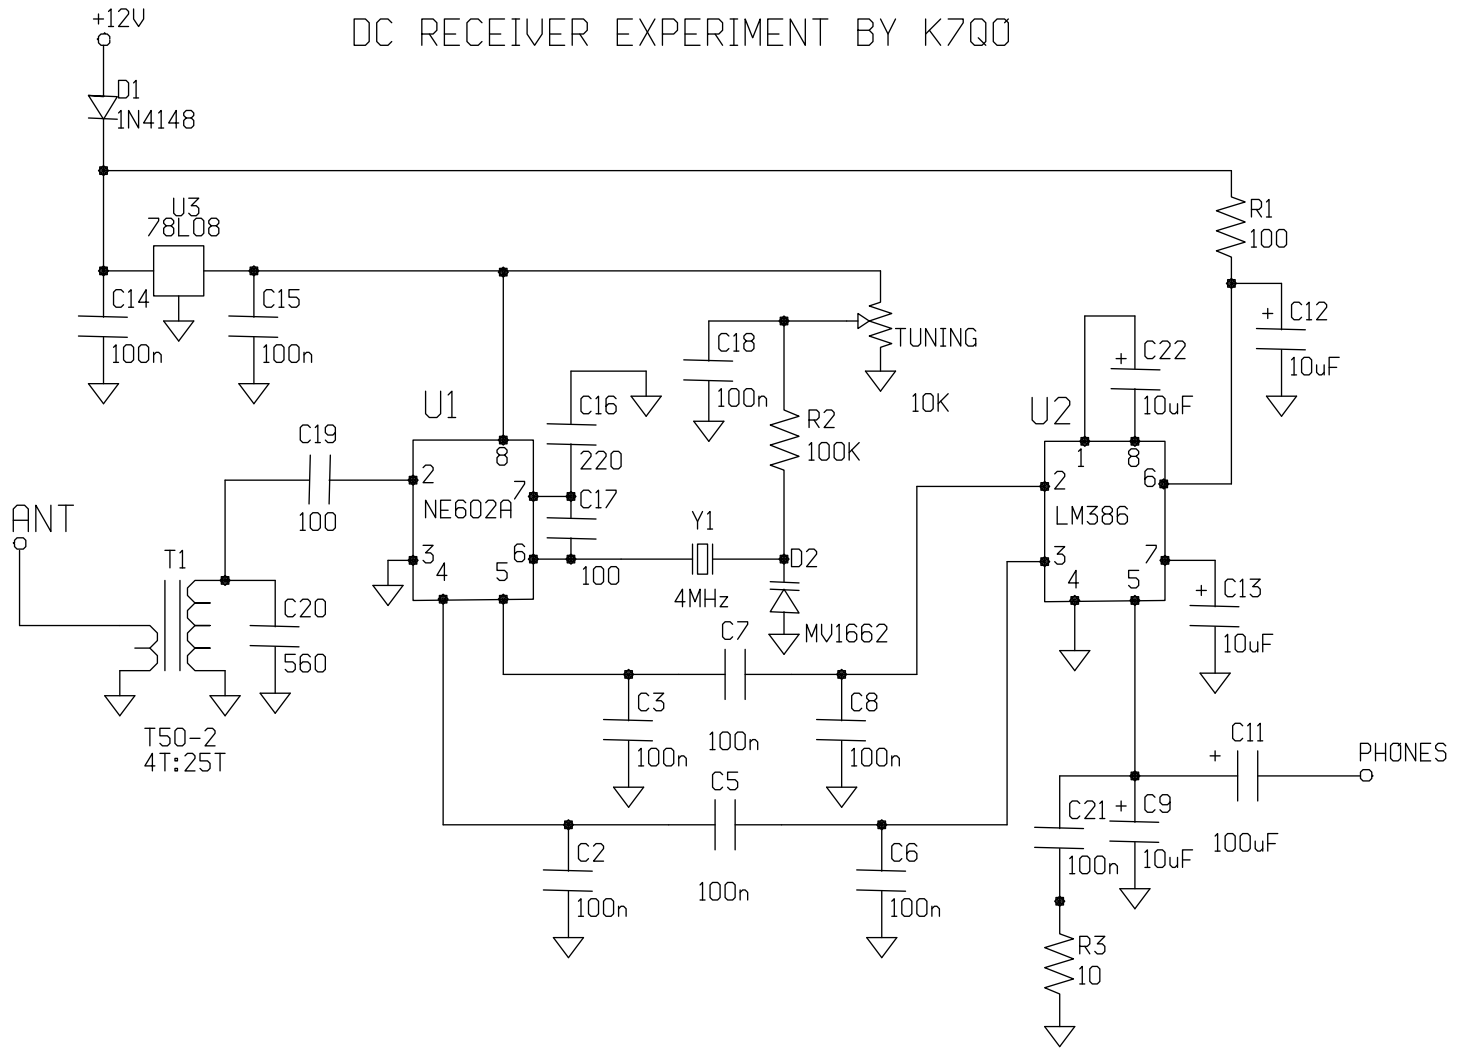 DC RECEIVER EXPERIMENT BY K7QO
+12V
D1
1N4148
U3
78L08
R1
100
C14
100n
C15
100n
C18
100n
TUNING
10K
+ C12
10uF
+ C22
10uF
U1
C16
220
R2
100K
U2
C19
100
2
8
7
NE602A
3
4
5
6
C17
100
Y1
4MHz
D2
MV1662
1
8
2
6
LM386
3
7
4
5
+ C13
10uF
ANT
T1
C20
560
T50-2
4T:25T
C7
100n
C3
100n
C8
100n
C5
100n
C2
100n
C6
100n
C11
+
100uF
PHONES
C21
100n
+ C9
10uF
R3
10